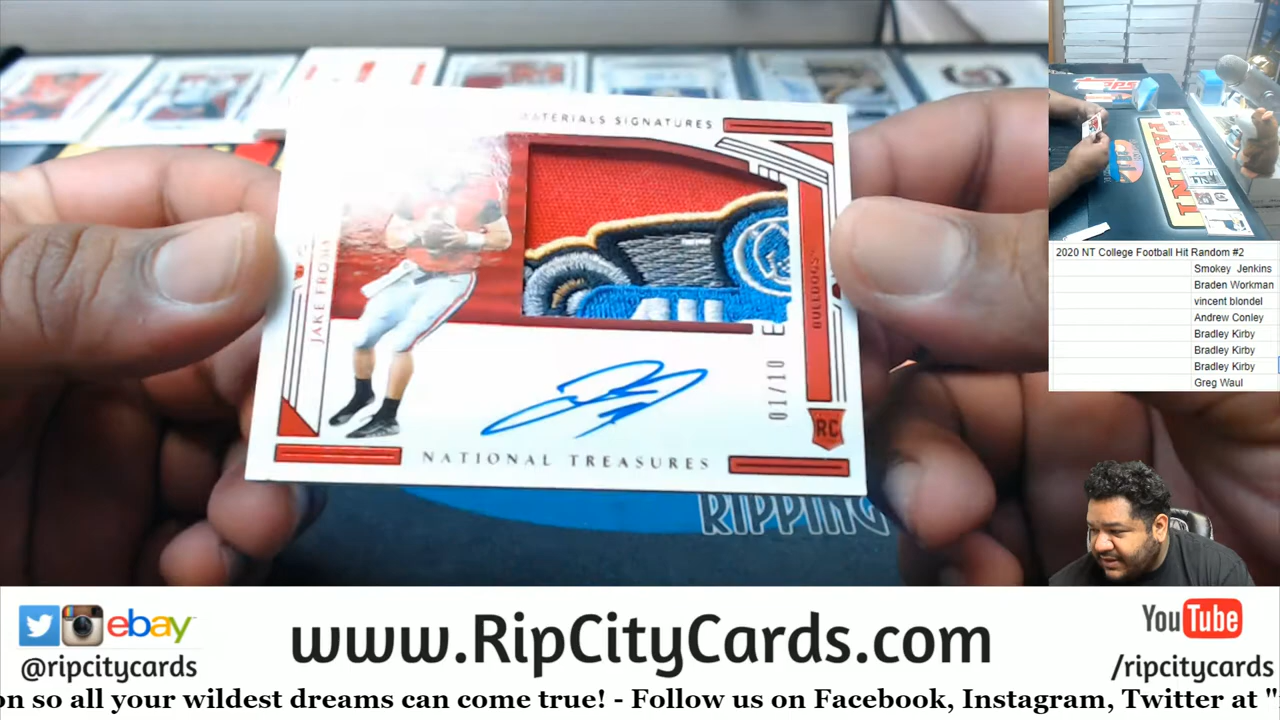 MATERIALS SIGNATURES
JAKE FROMM
BULLDOGS
01/10
RC
NATIONAL TREASURES
RIPPING
PANINI
2020 NT College Football Hit Random #2
Smokey Jenkins
Braden Workman
vincent blondel
Andrew Conley
Bradley Kirby
Bradley Kirby
Bradley Kirby
Greg Waul
ebay
@ripcitycards
www.RipCityCards.com
YouTube
/ripcitycards
on so all your wildest dreams can come true! - Follow us on Facebook, Instagram, Twitter at "